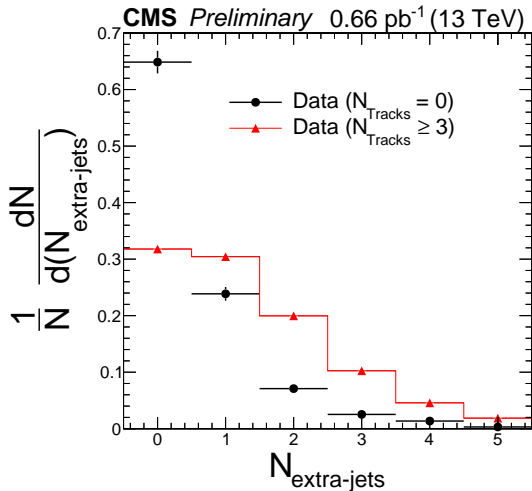 CMS Preliminary 0.66 pb⁻¹ (13 TeV)
0.7
0.6
0.5
0.4
0.3
0.2
0.1
0
1/N dN/d(N_extra-jets)
Data (N_Tracks = 0)
Data (N_Tracks ≥ 3)
0 1 2 3 4 5
N_extra-jets